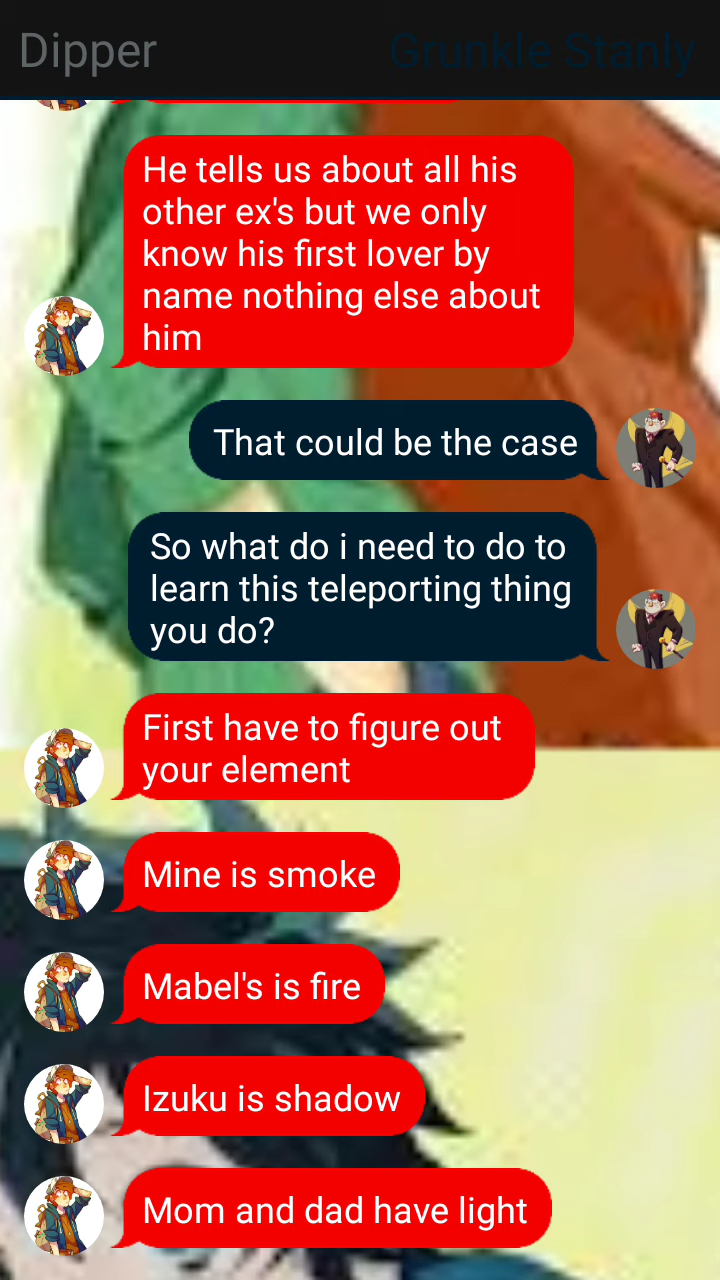 Dipper
Grunkle Stanly
He tells us about all his
other ex's but we only
know his first lover by
name nothing else about
him
That could be the case
So what do i need to do to
learn this teleporting thing
you do?
First have to figure out
your element
Mine is smoke
Mabel's is fire
Izuku is shadow
Mom and dad have light